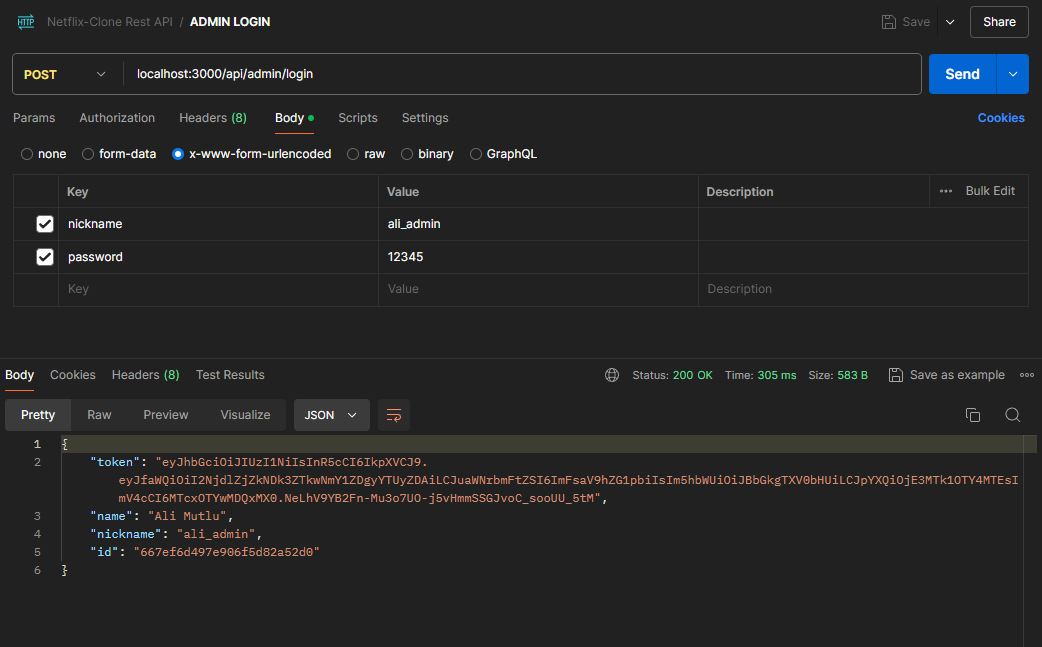 HTTP Netflix-Clone Rest API / ADMIN LOGIN Save Share
POST localhost:3000/api/admin/login Send
Params Authorization Headers (8) Body Scripts Settings Cookies
none form-data x-www-form-urlencoded raw binary GraphQL
Key Value Description ••• Bulk Edit
nickname ali_admin
password 12345
Key Value Description
Body Cookies Headers (8) Test Results Status: 200 OK Time: 305 ms Size: 583 B Save as example
Pretty Raw Preview Visualize JSON
1 {
2 "token": "eyJhbGciOiJIUzI1NiIsInR5cCI6IkpXVCJ9.
eyJfaWQiOiI2NjdlZjZkNDk3ZTkwNmY1ZDgyYTUyZDAiLCJuaWNrbmFtZSI6ImFsaV9hZG1pbiIsIm5hbWUiOiJBbGkgTXV0bHUiLCJpYXQiOjE3MTk1OTY4MTEsI
mV4cCI6MTcxOTYwMDQxMX0.NeLhV9YB2Fn-Mu3o7UO-j5vHmmSSGJvoC_sooUU_5tM",
3 "name": "Ali Mutlu",
4 "nickname": "ali_admin",
5 "id": "667ef6d497e906f5d82a52d0"
6 }